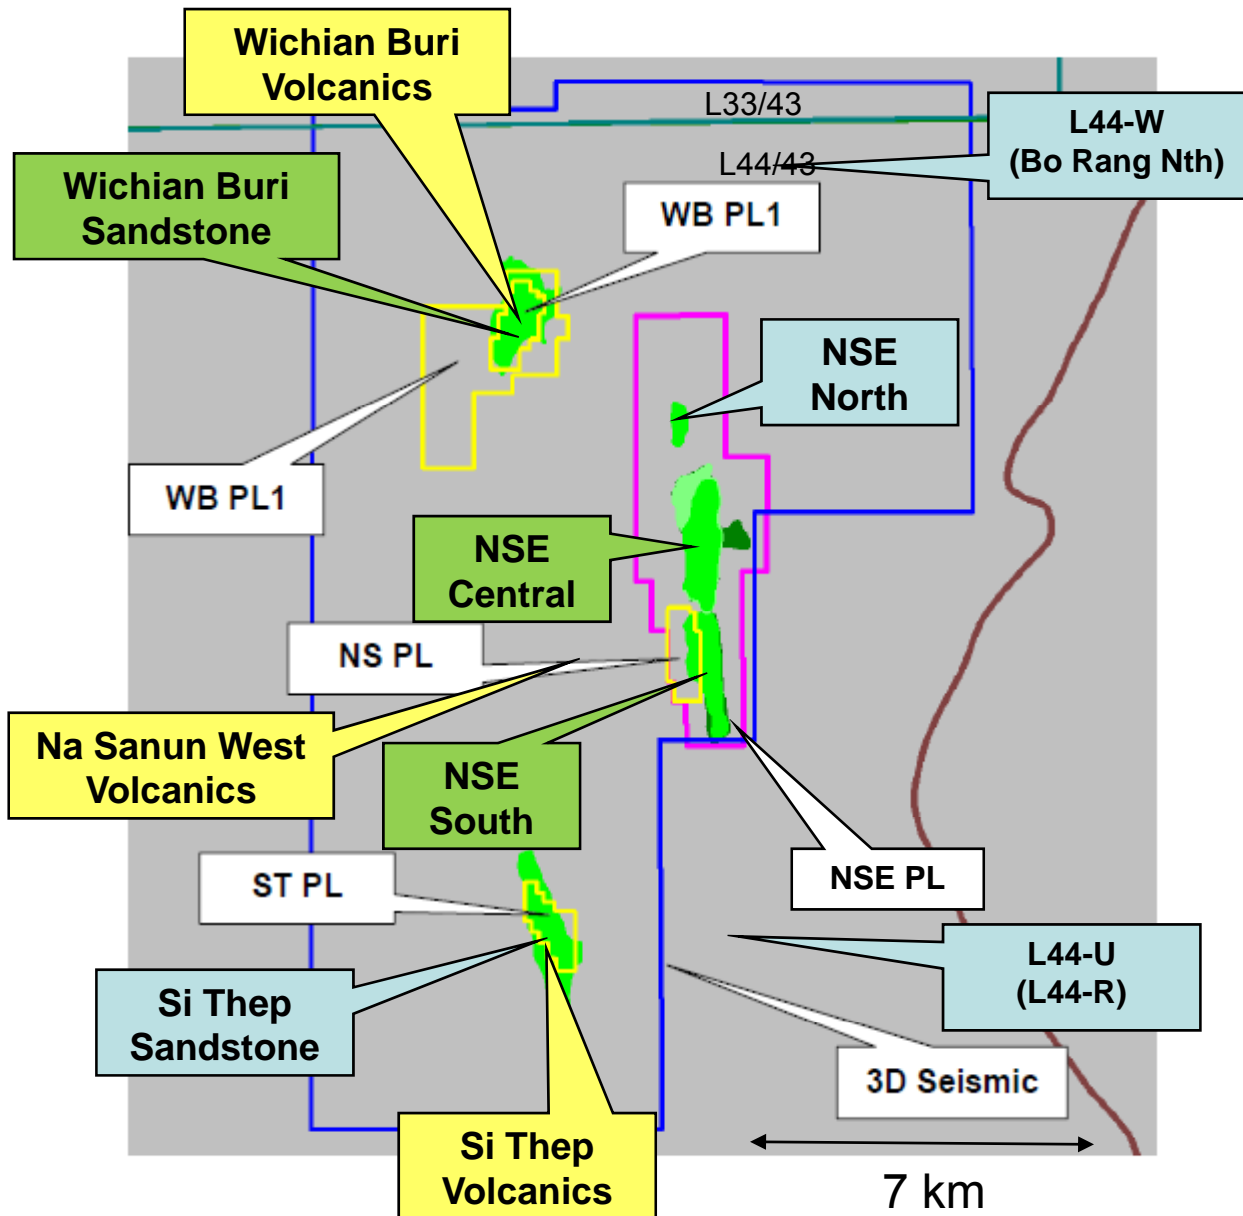 Wichian Buri
Volcanics
L33/43
L44-W
(Bo Rang Nth)
L44/43
Wichian Buri
Sandstone
WB PL1
NSE
North
WB PL1
NSE
Central
NS PL
Na Sanun West
Volcanics
NSE
South
ST PL
NSE PL
L44-U
(L44-R)
Si Thep
Sandstone
3D Seismic
Si Thep
Volcanics
7 km